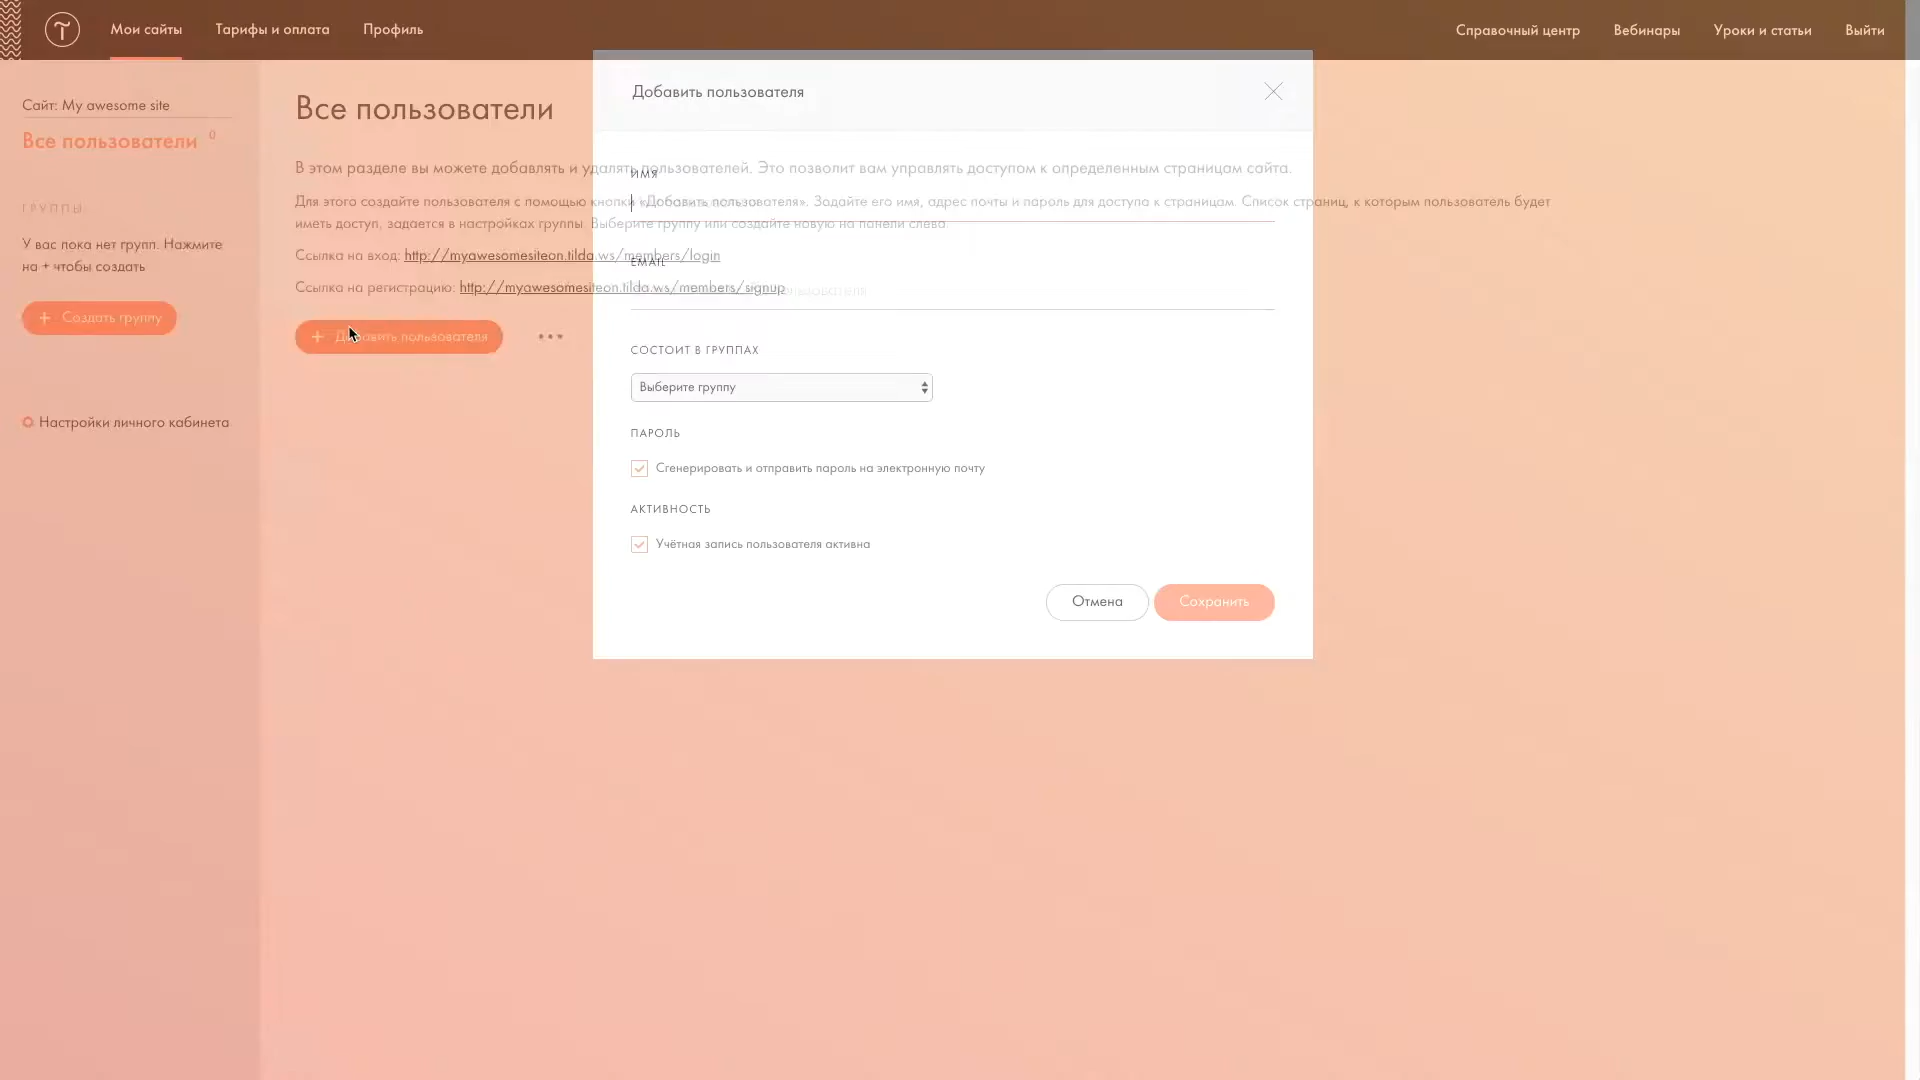 Мои сайты
Тарифы и оплата
Профиль
Справочный центр
Вебинары
Уроки и статьи
Выйти
Сайт: My awesome site
Все пользователи 0
ГРУППЫ
У вас пока нет групп. Нажмите
на + чтобы создать
+ Создать группу
Настройки личного кабинета
Все пользователи
В этом разделе вы можете добавлять и удалять пользователей. Это позволит вам управлять доступом к определенным страницам сайта.
Для этого создайте пользователя с помощью кнопки «Добавить пользователя». Задайте его имя, адрес почты и пароль для доступа к страницам. Список страниц, к которым пользователь будет
иметь доступ, задается в настройках группы. Выберите группу или создайте новую на панели слева.
Ссылка на вход: http://myawesomesiteon.tilda.ws/members/login
Ссылка на регистрацию: http://myawesomesiteon.tilda.ws/members/signup
+ Добавить пользователя
Добавить пользователя
ИМЯ
EMAIL
СОСТОИТ В ГРУППАХ
Выберите группу
ПАРОЛЬ
Сгенерировать и отправить пароль на электронную почту
АКТИВНОСТЬ
Учётная запись пользователя активна
Отмена
Сохранить